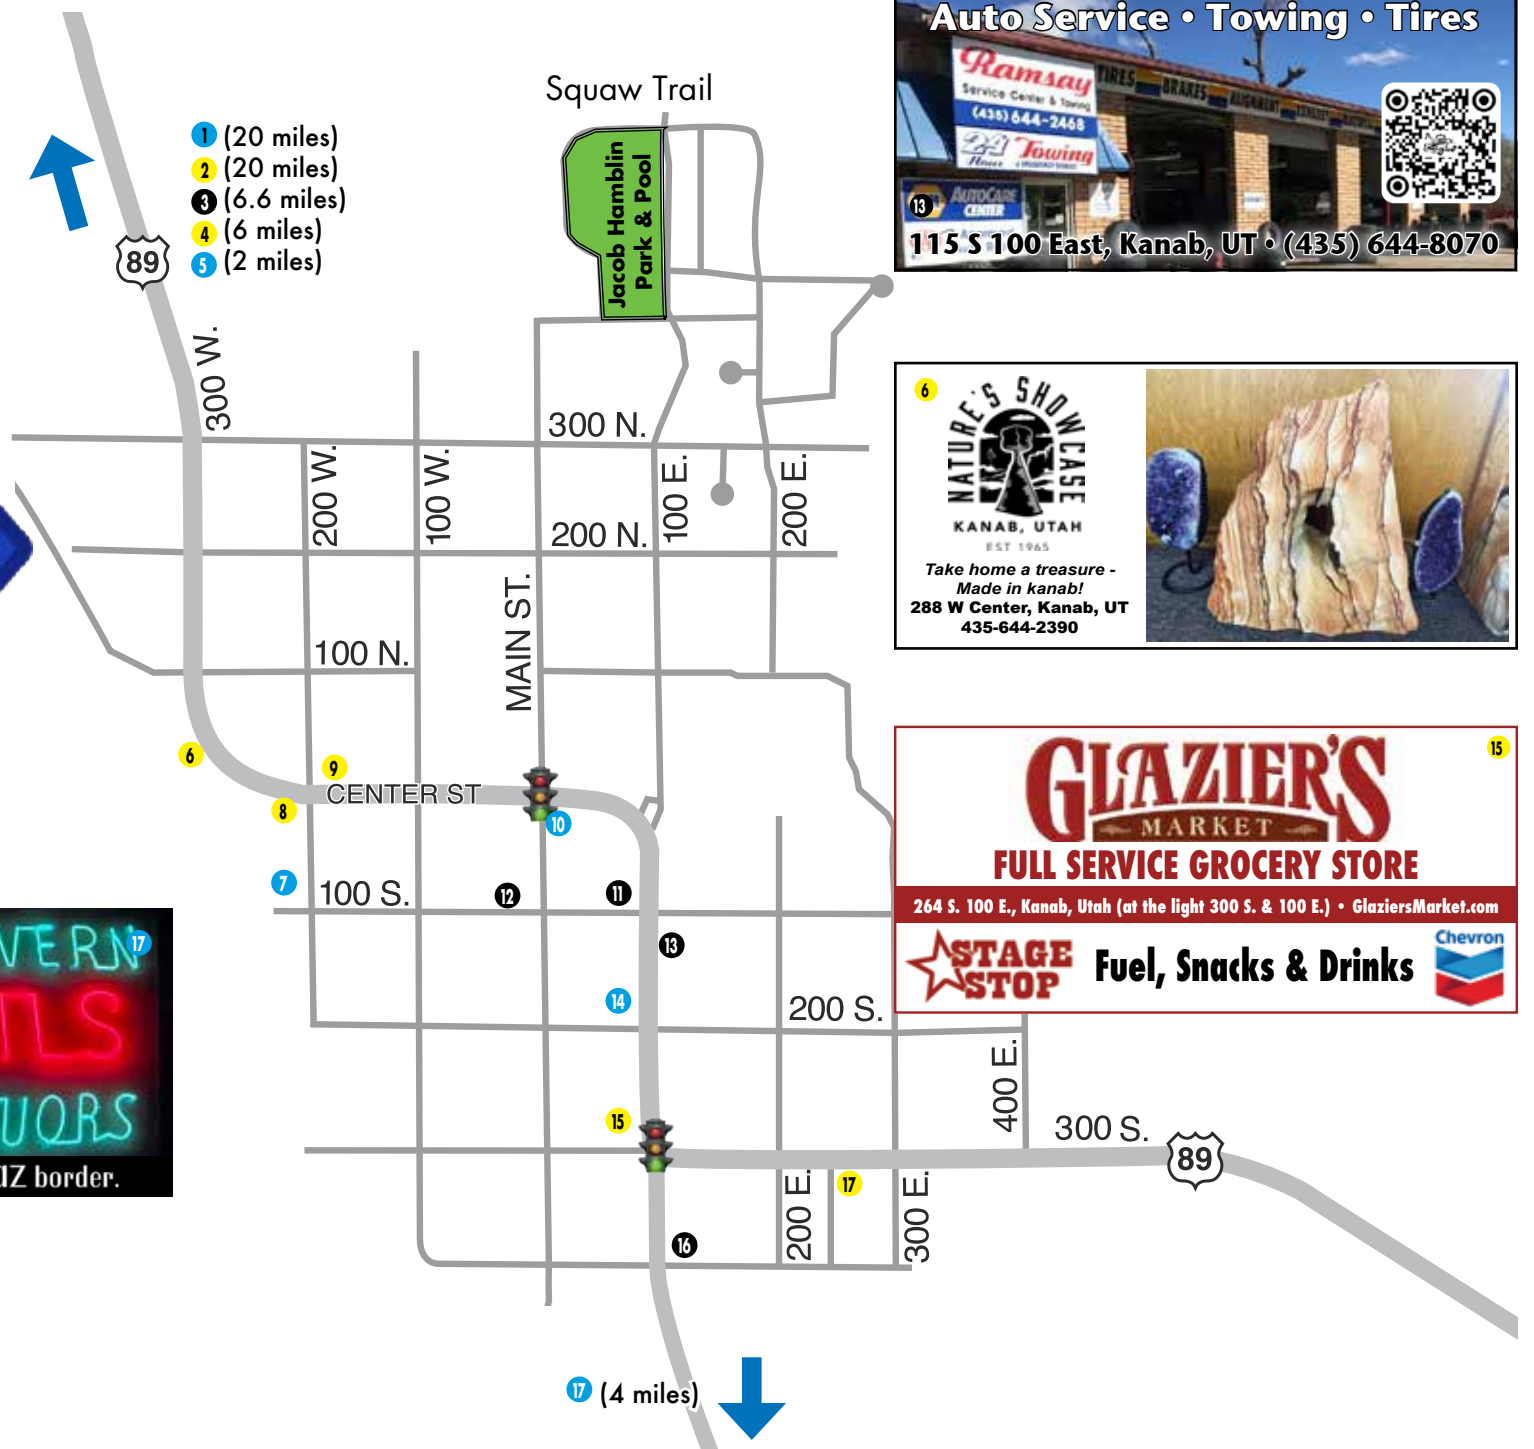 Squaw Trail
Jacob Hamblin
Park & Pool
1 (20 miles)
2 (20 miles)
3 (6.6 miles)
4 (6 miles)
5 (2 miles)
89
300 W.
300 N.
200 W.
100 W.
100 E.
200 E.
200 N.
MAIN ST.
100 N.
6
9
CENTER ST
8
10
7
100 S.
12
11
13
14
200 S.
400 E.
15
300 S.
89
200 E.
17
300 E.
16
17 (4 miles)
VERN
17
LS
UORS
AZ border.
Auto Service • Towing • Tires
Ramsay
Service Center & Towing
(435) 644-2468
24
Hour
Towing
TIRES
BRAKES
ALIGNMENT
AUTOCARE
CENTER
13
115 S 100 East, Kanab, UT • (435) 644-8070
6
NATURE'S SHOWCASE
KANAB, UTAH
EST 1965
Take home a treasure -
Made in kanab!
288 W Center, Kanab, UT
435-644-2390
15
GLAZIER'S
MARKET
FULL SERVICE GROCERY STORE
264 S. 100 E., Kanab, Utah (at the light 300 S. & 100 E.) • GlaziersMarket.com
STAGE
STOP
Fuel, Snacks & Drinks
Chevron